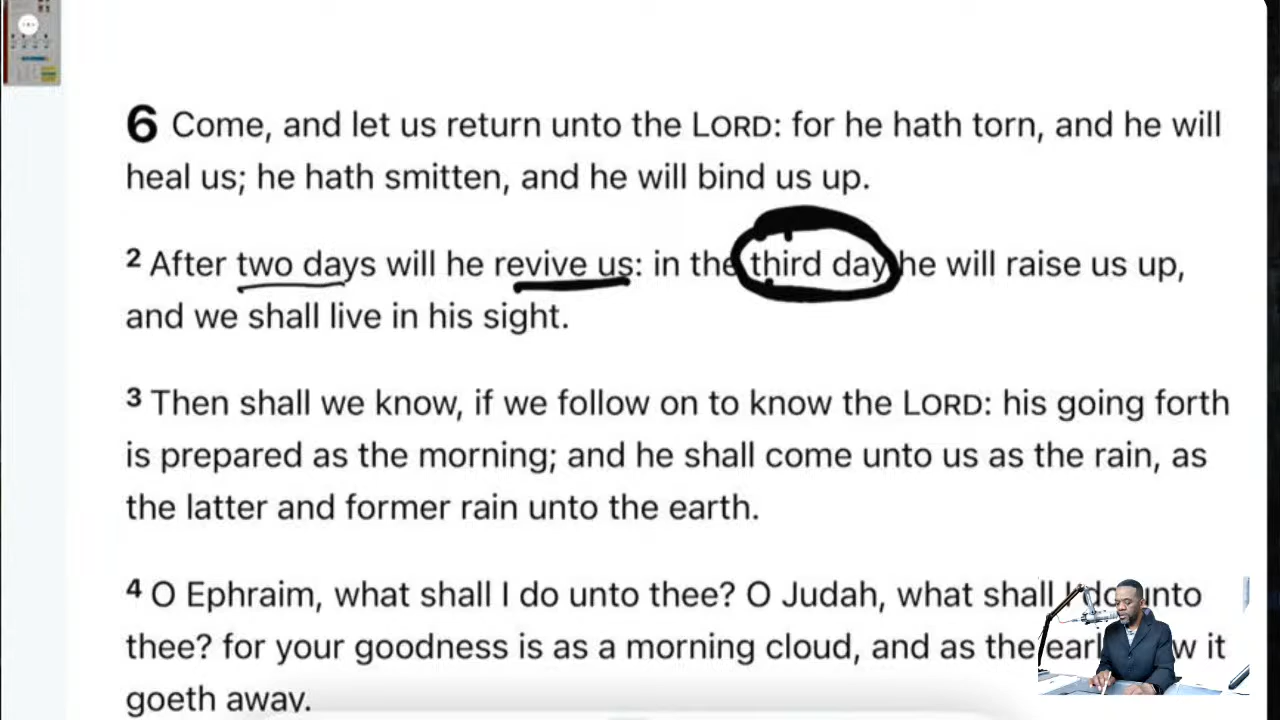 6 Come, and let us return unto the LORD: for he hath torn, and he will
heal us; he hath smitten, and he will bind us up.
2 After two days will he revive us: in the third day he will raise us up,
and we shall live in his sight.
3 Then shall we know, if we follow on to know the LORD: his going forth
is prepared as the morning; and he shall come unto us as the rain, as
the latter and former rain unto the earth.
4 O Ephraim, what shall I do unto thee? O Judah, what shall I do unto
thee? for your goodness is as a morning cloud, and as the it
goeth away.